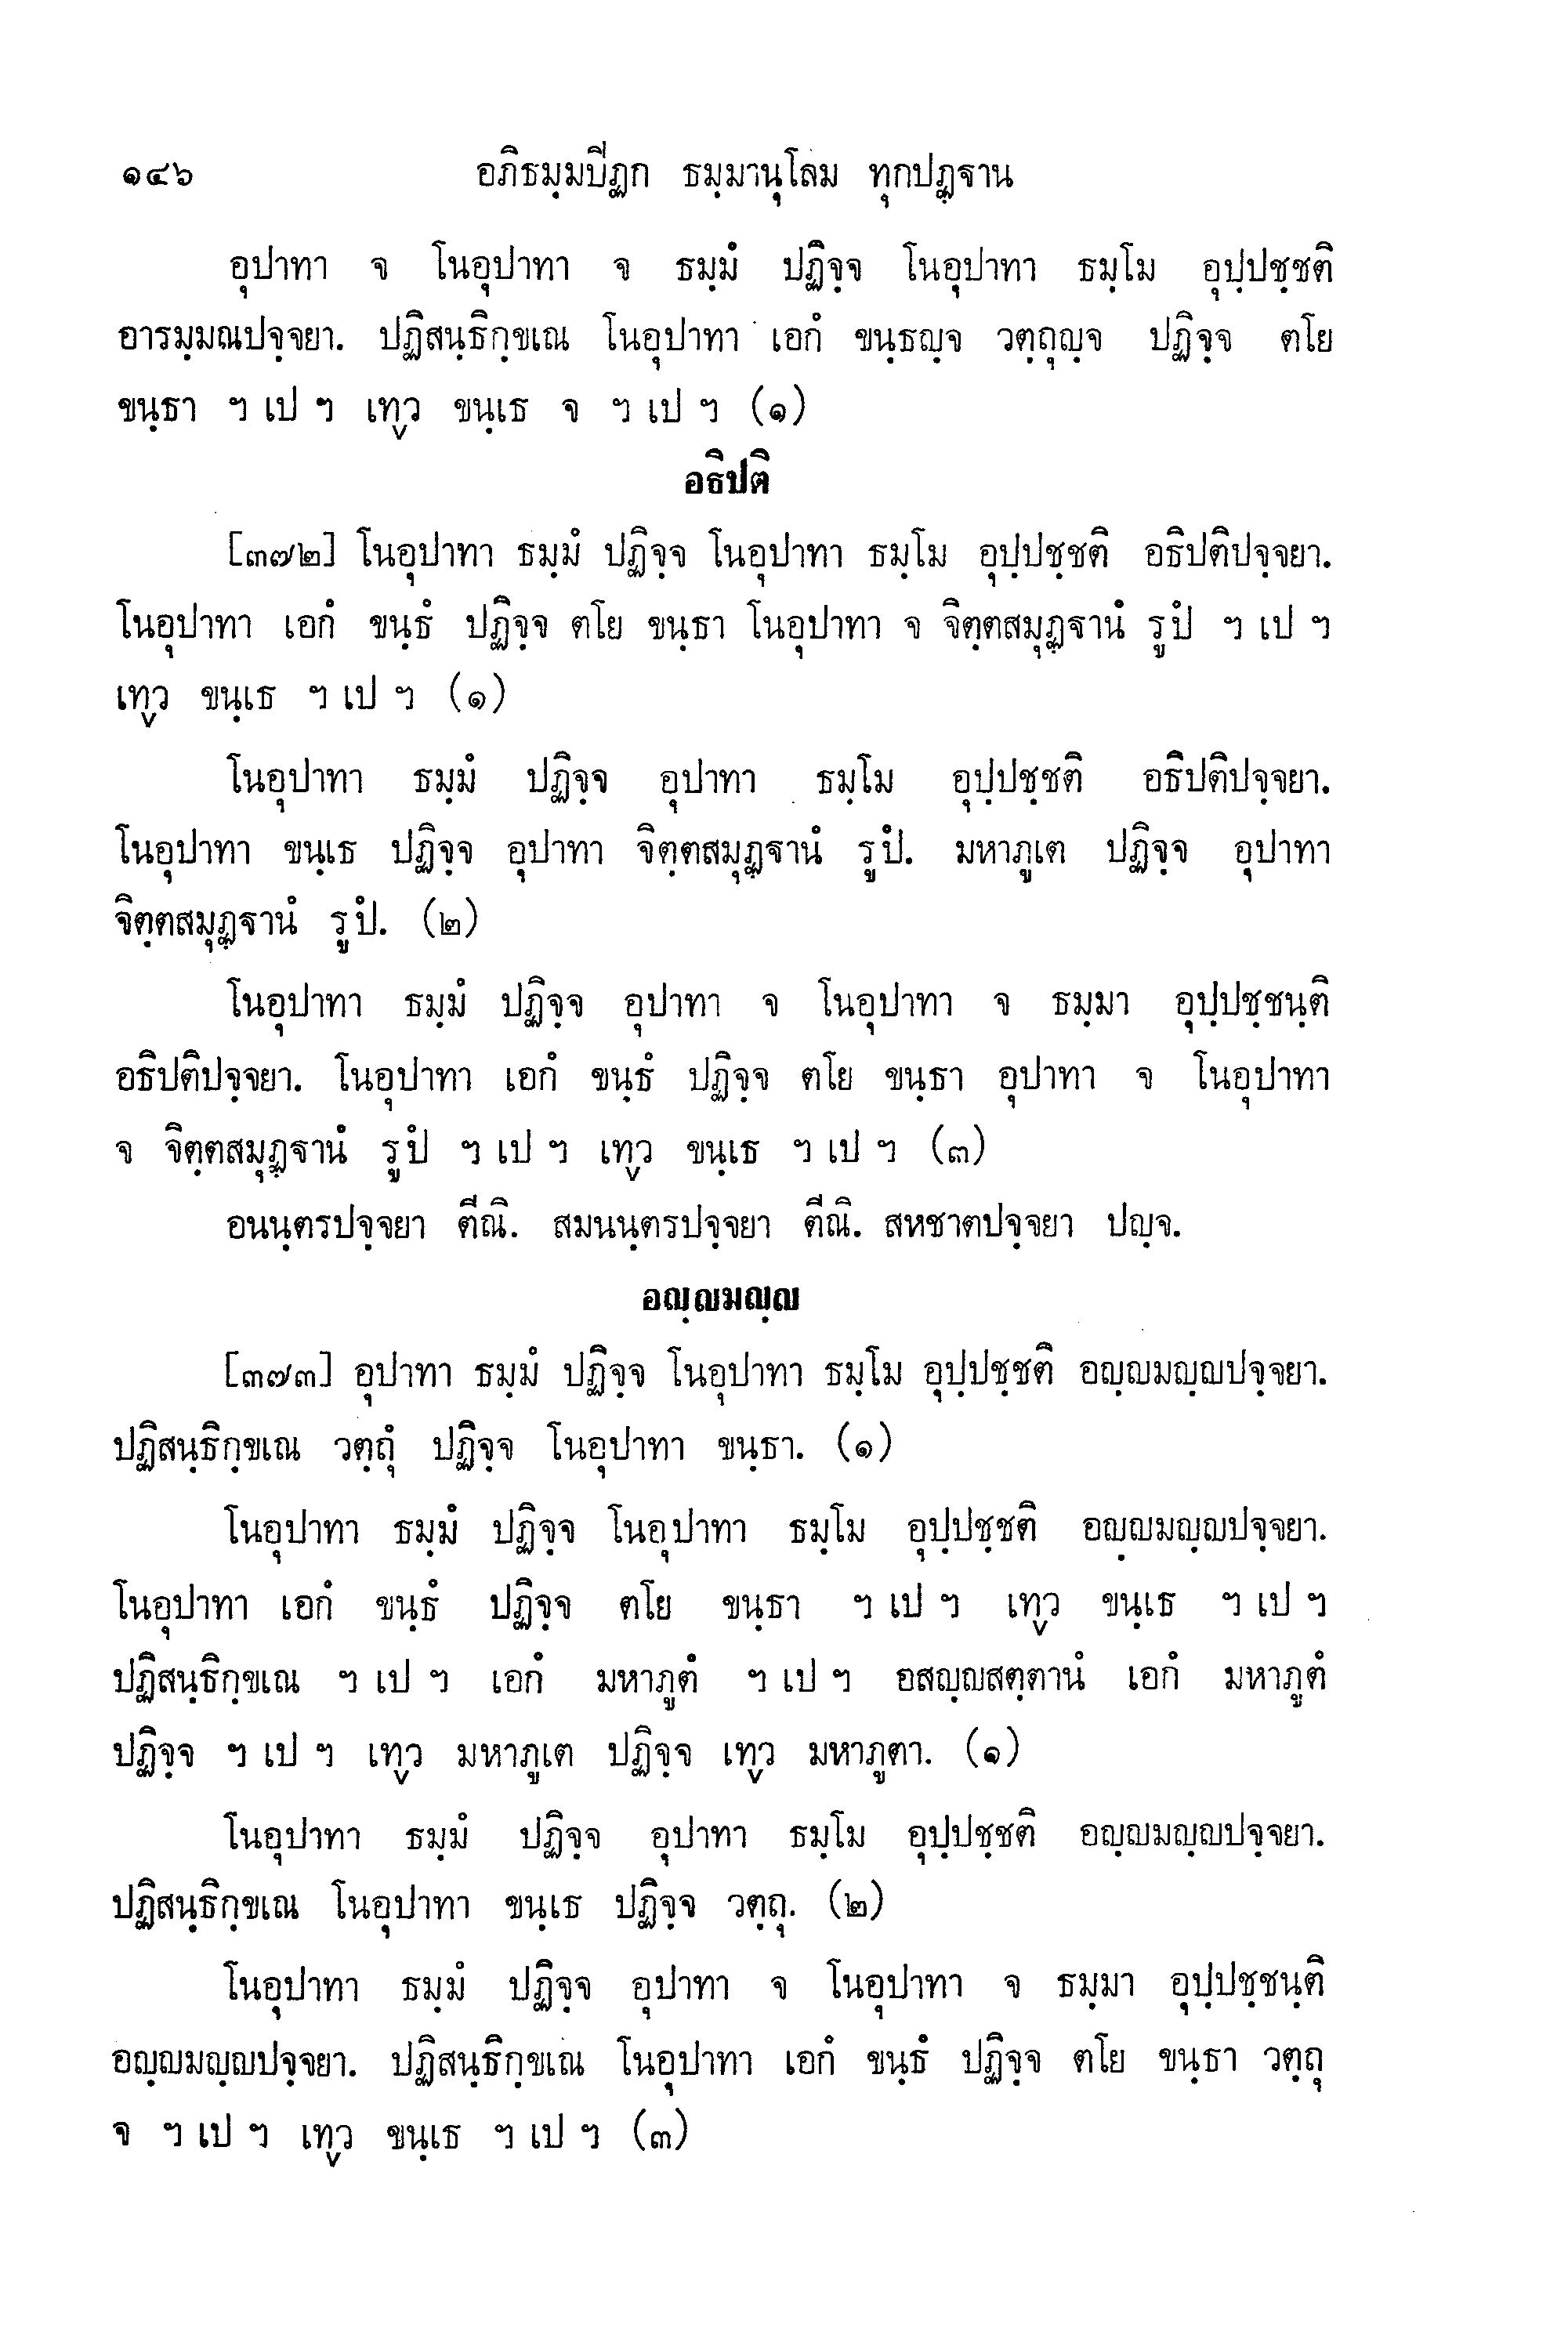 ๑๔๖ อภิธมฺมปิฏก ธมฺมานุโลม ทุกปฏฺฐาน
อุปาทา จ โนอุปาทา จ ธมฺมํ ปฏิจฺจ โนอุปาทา ธมฺโม อุปฺปชฺชติ
อารมฺมณปจฺจยา. ปฏิสนฺธิกฺขเณ โนอุปาทา เอกํ ขนฺธญฺจ วตฺถุญฺจ ปฏิจฺจ ตโย
ขนฺธา ฯ เป ฯ เทฺว ขนฺเธ จ ฯ เป ฯ (๑)
อธิปติ
[๓๗๒] โนอุปาทา ธมฺมํ ปฏิจฺจ โนอุปาทา ธมฺโม อุปฺปชฺชติ อธิปติปจฺจยา.
โนอุปาทา เอกํ ขนฺธํ ปฏิจฺจ ตโย ขนฺธา โนอุปาทา จ จิตฺตสมุฏฺฐานํ รูปํ ฯ เป ฯ
เทฺว ขนฺเธ ฯ เป ฯ (๑)
โนอุปาทา ธมฺมํ ปฏิจฺจ อุปาทา ธมฺโม อุปฺปชฺชติ อธิปติปจฺจยา.
โนอุปาทา ขนฺเธ ปฏิจฺจ อุปาทา จิตฺตสมุฏฺฐานํ รูปํ. มหาภูเต ปฏิจฺจ อุปาทา
จิตฺตสมุฏฺฐานํ รูปํ. (๒)
โนอุปาทา ธมฺมํ ปฏิจฺจ อุปาทา จ โนอุปาทา จ ธมฺมา อุปฺปชฺชนฺติ
อธิปติปจฺจยา. โนอุปาทา เอกํ ขนฺธํ ปฏิจฺจ ตโย ขนฺธา อุปาทา จ โนอุปาทา
จ จิตฺตสมุฏฺฐานํ รูปํ ฯ เป ฯ เทฺว ขนฺเธ ฯ เป ฯ (๓)
อนนฺตรปจฺจยา ตีณิ. สมนนฺตรปจฺจยา ตีณิ. สหชาตปจฺจยา ปญฺจ.
อญฺญมญฺญ
[๓๗๓] อุปาทา ธมฺมํ ปฏิจฺจ โนอุปาทา ธมฺโม อุปฺปชฺชติ อญฺญมญฺญปจฺจยา.
ปฏิสนฺธิกฺขเณ วตฺถุํ ปฏิจฺจ โนอุปาทา ขนฺธา. (๑)
โนอุปาทา ธมฺมํ ปฏิจฺจ โนอุปาทา ธมฺโม อุปฺปชฺชติ อญฺญมญฺญปจฺจยา.
โนอุปาทา เอกํ ขนฺธํ ปฏิจฺจ ตโย ขนฺธา ฯ เป ฯ เทฺว ขนฺเธ ฯ เป ฯ
ปฏิสนฺธิกฺขเณ ฯ เป ฯ เอกํ มหาภูตํ ฯ เป ฯ อสญฺญสตฺตานํ เอกํ มหาภูตํ
ปฏิจฺจ ฯ เป ฯ เทฺว มหาภูเต ปฏิจฺจ เทฺว มหาภูตา. (๑)
โนอุปาทา ธมฺมํ ปฏิจฺจ อุปาทา ธมฺโม อุปฺปชฺชติ อญฺญมญฺญปจฺจยา.
ปฏิสนฺธิกฺขเณ โนอุปาทา ขนฺเธ ปฏิจฺจ วตฺถุ. (๒)
โนอุปาทา ธมฺมํ ปฏิจฺจ อุปาทา จ โนอุปาทา จ ธมฺมา อุปฺปชฺชนฺติ
อญฺญมญฺญปจฺจยา. ปฏิสนฺธิกฺขเณ โนอุปาทา เอกํ ขนฺธํ ปฏิจฺจ ตโย ขนฺธา วตฺถุ
จ ฯ เป ฯ เทฺว ขนฺเธ ฯ เป ฯ (๓)